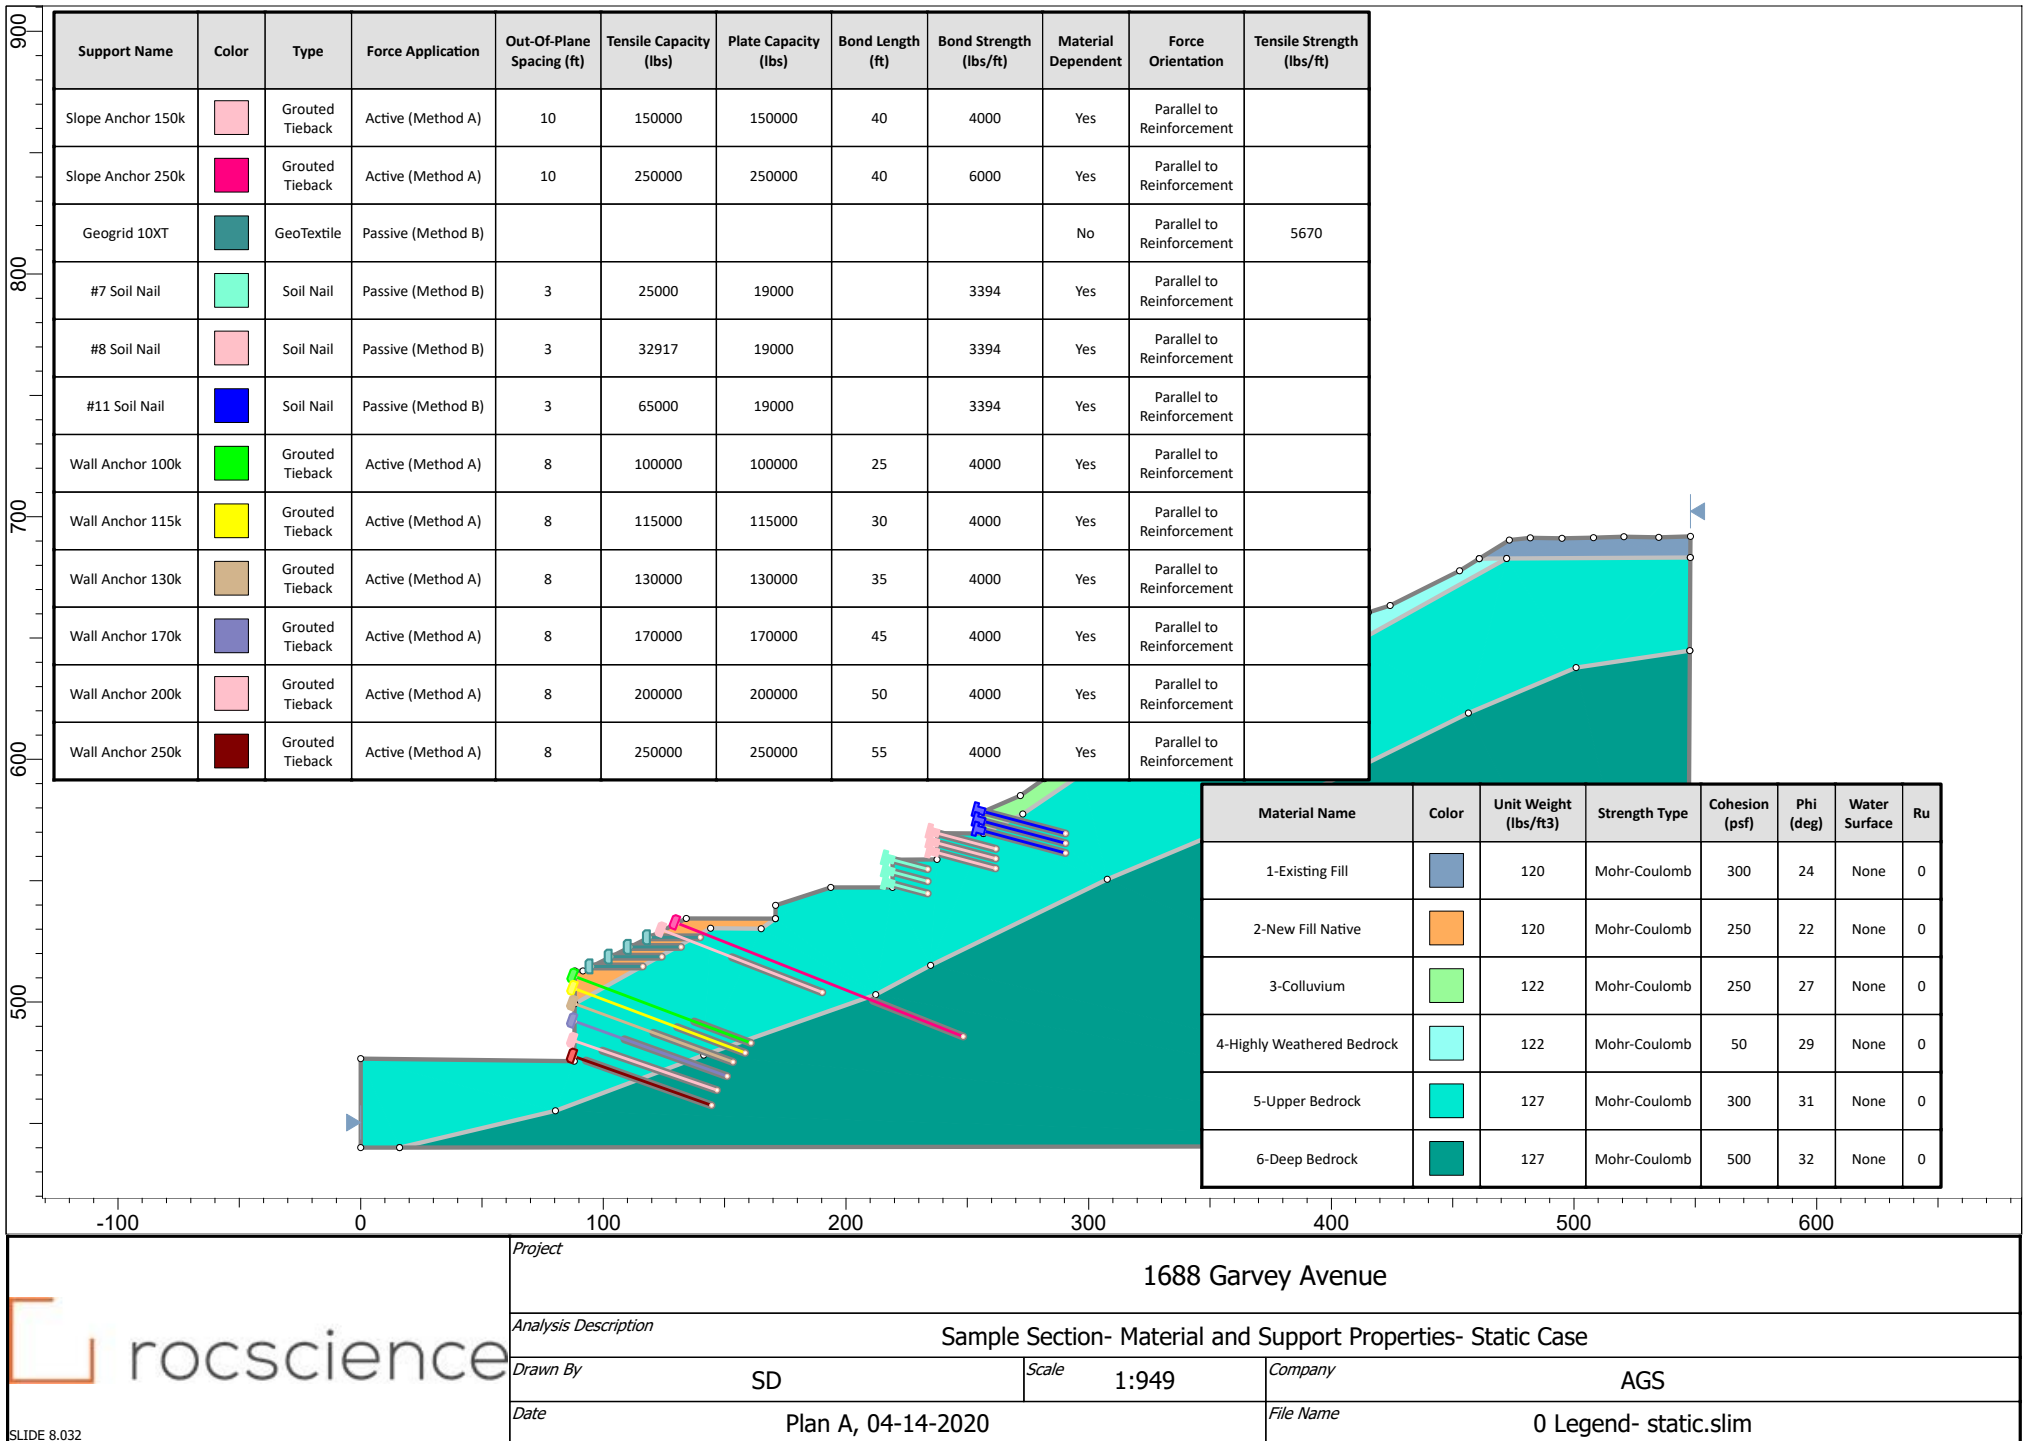 900
800
700
600
500
Support Name Color Type Force Application Out-Of-Plane Spacing (ft) Tensile Capacity (lbs) Plate Capacity (lbs) Bond Length (ft) Bond Strength (lbs/ft) Material Dependent Force Orientation Tensile Strength (lbs/ft)
Slope Anchor 150k Grouted Tieback Active (Method A) 10 150000 150000 40 4000 Yes Parallel to Reinforcement
Slope Anchor 250k Grouted Tieback Active (Method A) 10 250000 250000 40 6000 Yes Parallel to Reinforcement
Geogrid 10XT GeoTextile Passive (Method B) No Parallel to Reinforcement 5670
#7 Soil Nail Soil Nail Passive (Method B) 3 25000 19000 3394 Yes Parallel to Reinforcement
#8 Soil Nail Soil Nail Passive (Method B) 3 32917 19000 3394 Yes Parallel to Reinforcement
#11 Soil Nail Soil Nail Passive (Method B) 3 65000 19000 3394 Yes Parallel to Reinforcement
Wall Anchor 100k Grouted Tieback Active (Method A) 8 100000 100000 25 4000 Yes Parallel to Reinforcement
Wall Anchor 115k Grouted Tieback Active (Method A) 8 115000 115000 30 4000 Yes Parallel to Reinforcement
Wall Anchor 130k Grouted Tieback Active (Method A) 8 130000 130000 35 4000 Yes Parallel to Reinforcement
Wall Anchor 170k Grouted Tieback Active (Method A) 8 170000 170000 45 4000 Yes Parallel to Reinforcement
Wall Anchor 200k Grouted Tieback Active (Method A) 8 200000 200000 50 4000 Yes Parallel to Reinforcement
Wall Anchor 250k Grouted Tieback Active (Method A) 8 250000 250000 55 4000 Yes Parallel to Reinforcement
Material Name Color Unit Weight (lbs/ft3) Strength Type Cohesion (psf) Phi (deg) Water Surface Ru
1-Existing Fill 120 Mohr-Coulomb 300 24 None 0
2-New Fill Native 120 Mohr-Coulomb 250 22 None 0
3-Colluvium 122 Mohr-Coulomb 250 27 None 0
4-Highly Weathered Bedrock 122 Mohr-Coulomb 50 29 None 0
5-Upper Bedrock 127 Mohr-Coulomb 300 31 None 0
6-Deep Bedrock 127 Mohr-Coulomb 500 32 None 0
-100 0 100 200 300 400 500 600
rocscience
SLIDE 8.032
Project
1688 Garvey Avenue
Analysis Description
Sample Section- Material and Support Properties- Static Case
Drawn By SD Scale 1:949 Company AGS
Date Plan A, 04-14-2020 File Name 0 Legend- static.slim